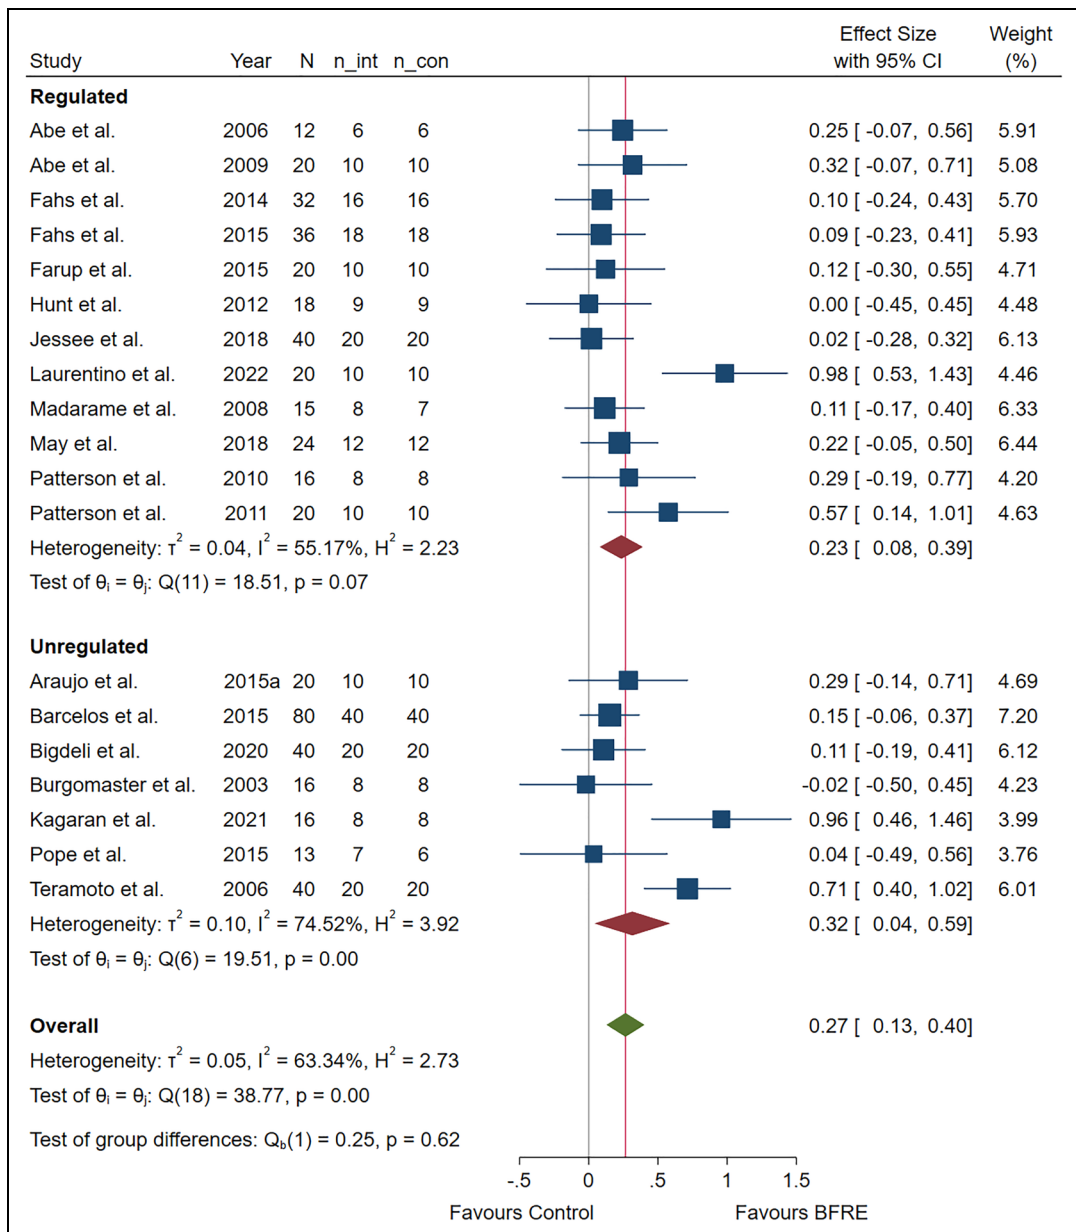 Effect Size Weight
Study Year N n_int n_con with 95% CI (%)
Regulated
Abe et al. 2006 12 6 6 0.25 [ -0.07, 0.56] 5.91
Abe et al. 2009 20 10 10 0.32 [ -0.07, 0.71] 5.08
Fahs et al. 2014 32 16 16 0.10 [ -0.24, 0.43] 5.70
Fahs et al. 2015 36 18 18 0.09 [ -0.23, 0.41] 5.93
Farup et al. 2015 20 10 10 0.12 [ -0.30, 0.55] 4.71
Hunt et al. 2012 18 9 9 0.00 [ -0.45, 0.45] 4.48
Jessee et al. 2018 40 20 20 0.02 [ -0.28, 0.32] 6.13
Laurentino et al. 2022 20 10 10 0.98 [ 0.53, 1.43] 4.46
Madarame et al. 2008 15 8 7 0.11 [ -0.17, 0.40] 6.33
May et al. 2018 24 12 12 0.22 [ -0.05, 0.50] 6.44
Patterson et al. 2010 16 8 8 0.29 [ -0.19, 0.77] 4.20
Patterson et al. 2011 20 10 10 0.57 [ 0.14, 1.01] 4.63
Heterogeneity: τ² = 0.04, I² = 55.17%, H² = 2.23 0.23 [ 0.08, 0.39]
Test of θᵢ = θⱼ: Q(11) = 18.51, p = 0.07
Unregulated
Araujo et al. 2015a 20 10 10 0.29 [ -0.14, 0.71] 4.69
Barcelos et al. 2015 80 40 40 0.15 [ -0.06, 0.37] 7.20
Bigdeli et al. 2020 40 20 20 0.11 [ -0.19, 0.41] 6.12
Burgomaster et al. 2003 16 8 8 -0.02 [ -0.50, 0.45] 4.23
Kagaran et al. 2021 16 8 8 0.96 [ 0.46, 1.46] 3.99
Pope et al. 2015 13 7 6 0.04 [ -0.49, 0.56] 3.76
Teramoto et al. 2006 40 20 20 0.71 [ 0.40, 1.02] 6.01
Heterogeneity: τ² = 0.10, I² = 74.52%, H² = 3.92 0.32 [ 0.04, 0.59]
Test of θᵢ = θⱼ: Q(6) = 19.51, p = 0.00
Overall 0.27 [ 0.13, 0.40]
Heterogeneity: τ² = 0.05, I² = 63.34%, H² = 2.73
Test of θᵢ = θⱼ: Q(18) = 38.77, p = 0.00
Test of group differences: Q_b(1) = 0.25, p = 0.62
-.5 0 .5 1 1.5
Favours Control Favours BFRE